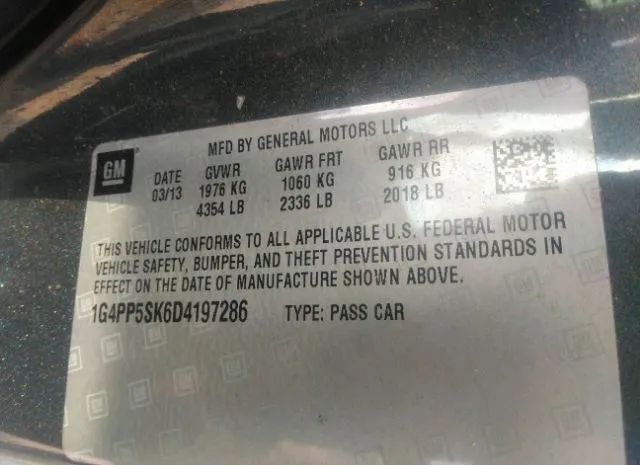 MFD BY GENERAL MOTORS LLC
GM
DATE GVWR GAWR FRT GAWR RR
03/13 1976 KG 1060 KG 916 KG
4354 LB 2336 LB 2018 LB
THIS VEHICLE CONFORMS TO ALL APPLICABLE U.S. FEDERAL MOTOR
VEHICLE SAFETY, BUMPER, AND THEFT PREVENTION STANDARDS IN
EFFECT ON THE DATE OF MANUFACTURE SHOWN ABOVE.
1G4PP5SK6D4197286 TYPE: PASS CAR